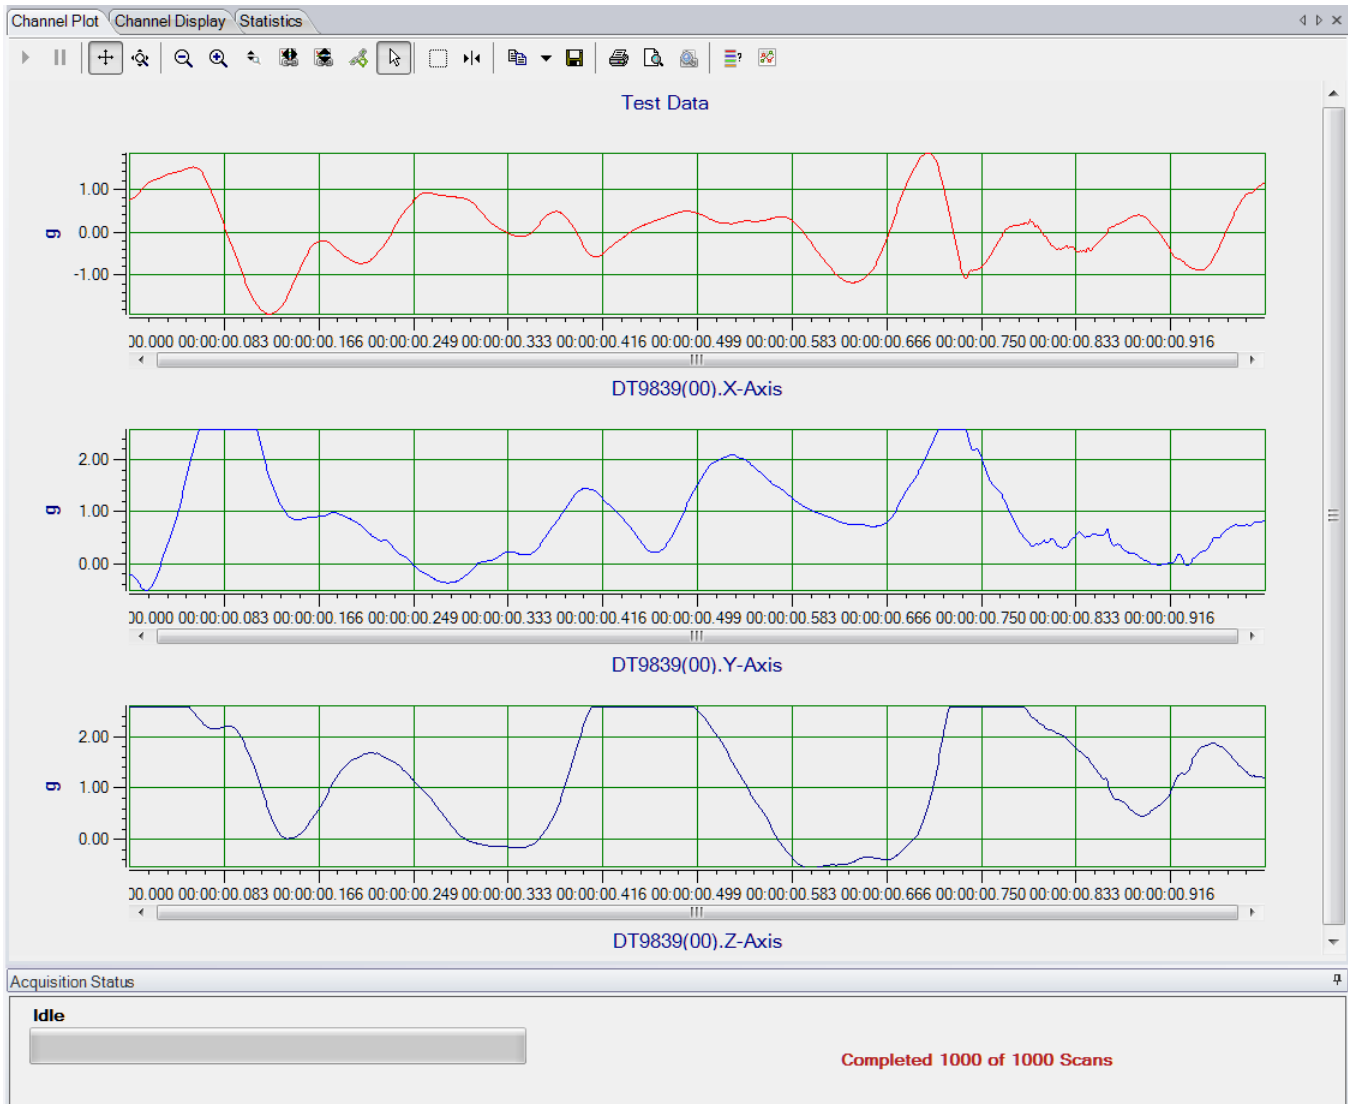 Channel Plot Channel Display Statistics
Test Data
1.00
g 0.00
-1.00
00.000 00:00:00.083 00:00:00.166 00:00:00.249 00:00:00.333 00:00:00.416 00:00:00.499 00:00:00.583 00:00:00.666 00:00:00.750 00:00:00.833 00:00:00.916
DT9839(00).X-Axis
2.00
g 1.00
0.00
00.000 00:00:00.083 00:00:00.166 00:00:00.249 00:00:00.333 00:00:00.416 00:00:00.499 00:00:00.583 00:00:00.666 00:00:00.750 00:00:00.833 00:00:00.916
DT9839(00).Y-Axis
2.00
g 1.00
0.00
00.000 00:00:00.083 00:00:00.166 00:00:00.249 00:00:00.333 00:00:00.416 00:00:00.499 00:00:00.583 00:00:00.666 00:00:00.750 00:00:00.833 00:00:00.916
DT9839(00).Z-Axis
Acquisition Status
Idle
Completed 1000 of 1000 Scans